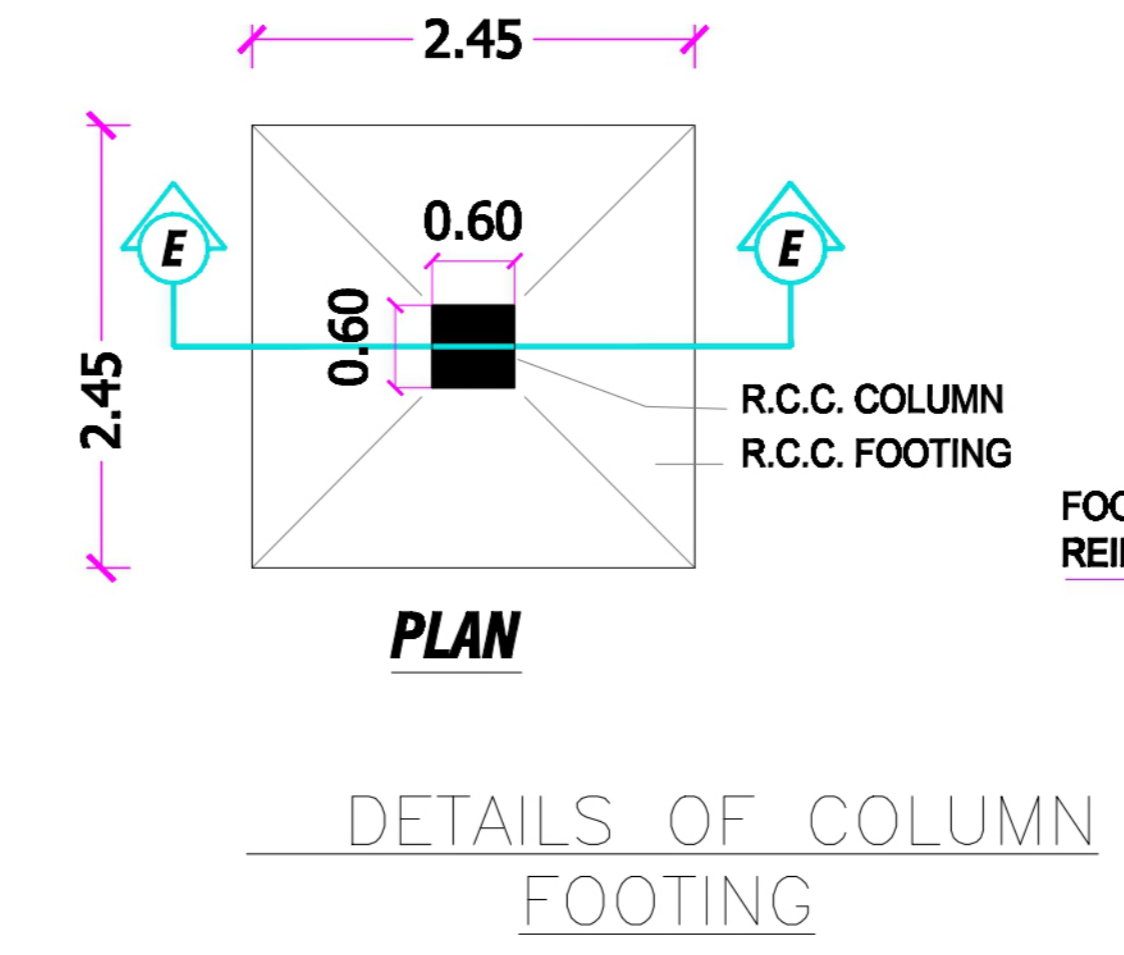 2.45
E
E
0.60
0.60
2.45
R.C.C. COLUMN
R.C.C. FOOTING
PLAN
DETAILS OF COLUMN
FOOTING